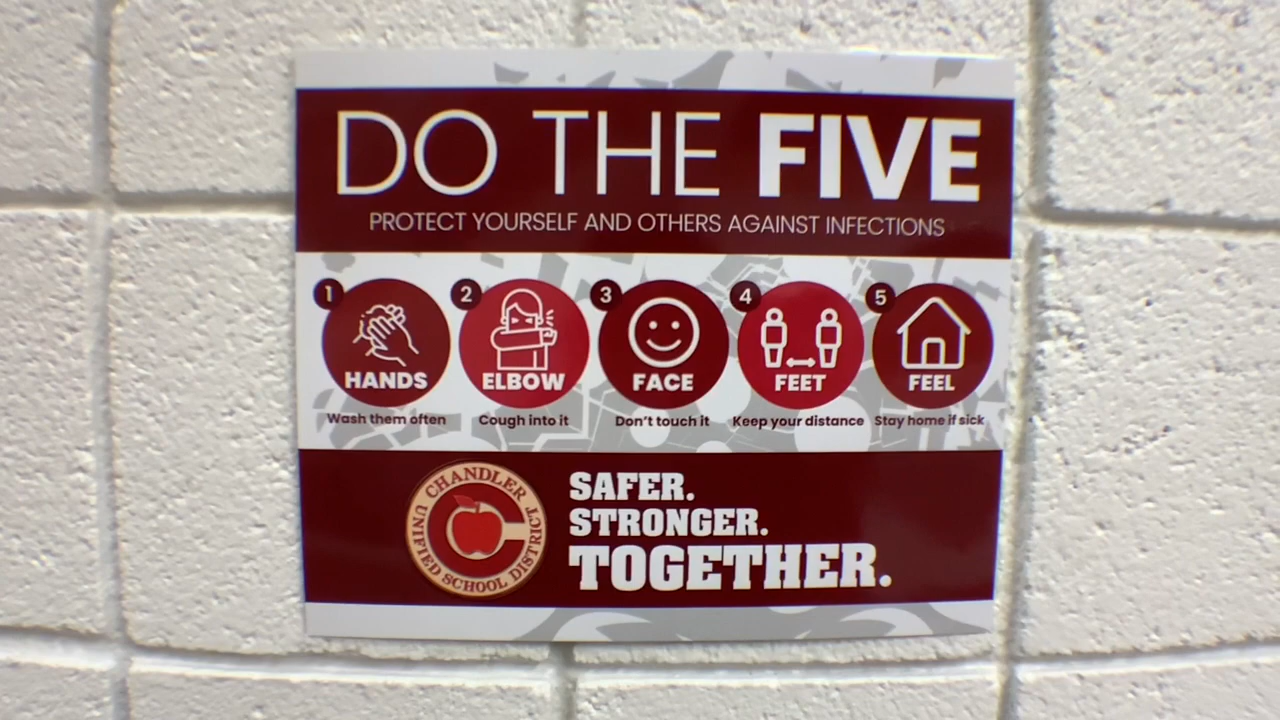 DO THE FIVE
PROTECT YOURSELF AND OTHERS AGAINST INFECTIONS
1 2 3 4 5
HANDS ELBOW FACE FEET FEEL
Wash them often Cough into it Don't touch it Keep your distance Stay home if sick
CHANDLER
UNIFIED SCHOOL DISTRICT
SAFER.
STRONGER.
TOGETHER.